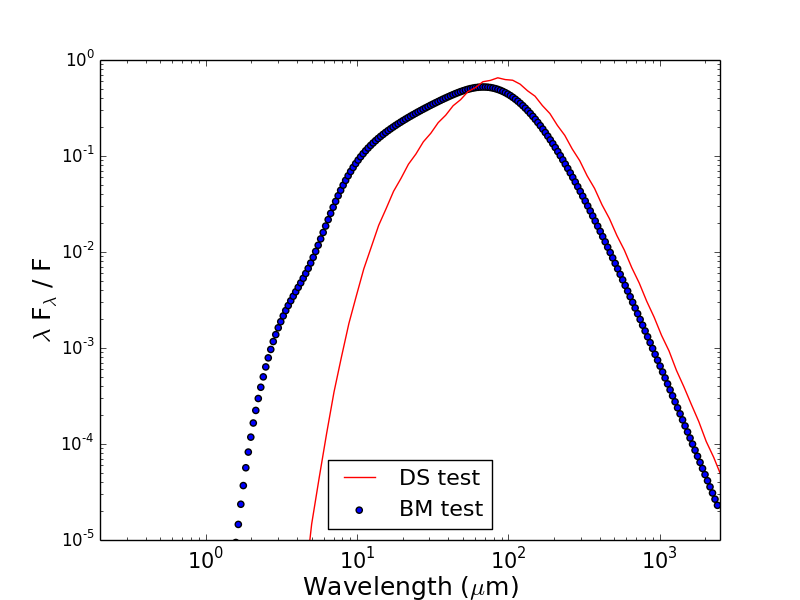 10⁰
10⁻¹
10⁻²
10⁻³
10⁻⁴
10⁻⁵
λ F_λ / F
DS test
BM test
10⁰ 10¹ 10² 10³
Wavelength (μm)